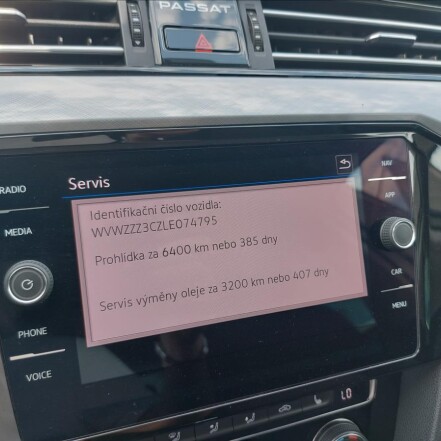 PASSAT
RADIO
MEDIA
PHONE
VOICE
Servis
Identifikační číslo vozidla:
WVWZZZ3CZLE074795
Prohlídka za 6400 km nebo 385 dny
Servis výměny oleje za 3200 km nebo 407 dny
NAV
APP
CAR
MENU
LO